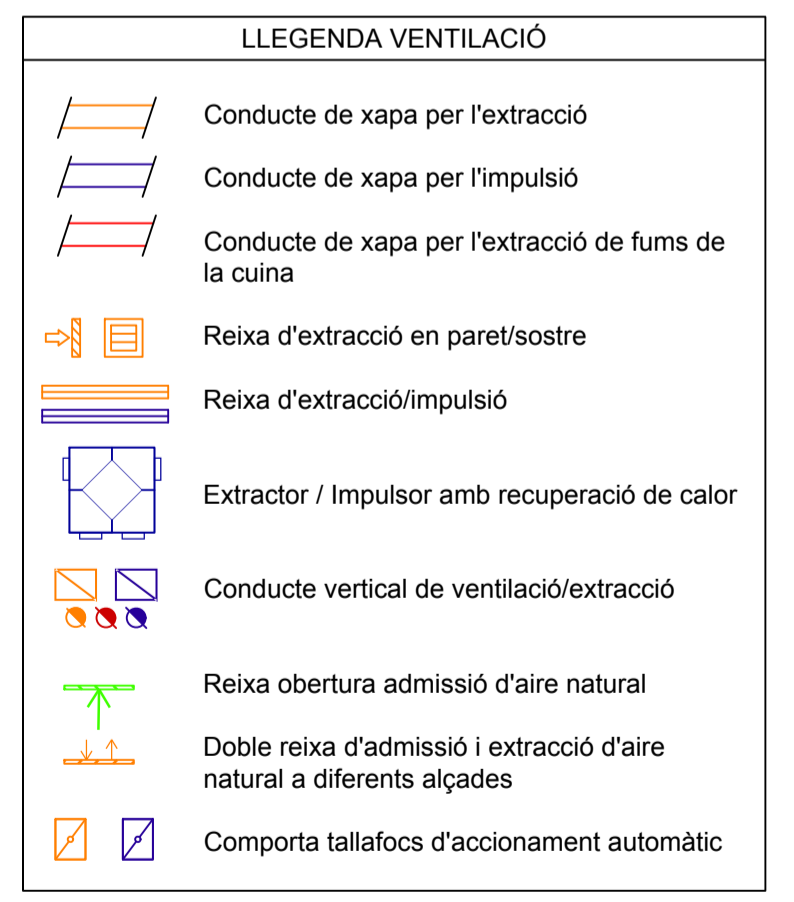 LLEGENDA VENTILACIÓ
Conducte de xapa per l'extracció
Conducte de xapa per l'impulsió
Conducte de xapa per l'extracció de fums de
la cuina
Reixa d'extracció en paret/sostre
Reixa d'extracció/impulsió
Extractor / Impulsor amb recuperació de calor
Conducte vertical de ventilació/extracció
Reixa obertura admissió d'aire natural
Doble reixa d'admissió i extracció d'aire
natural a diferents alçades
Comporta tallafocs d'accionament automàtic